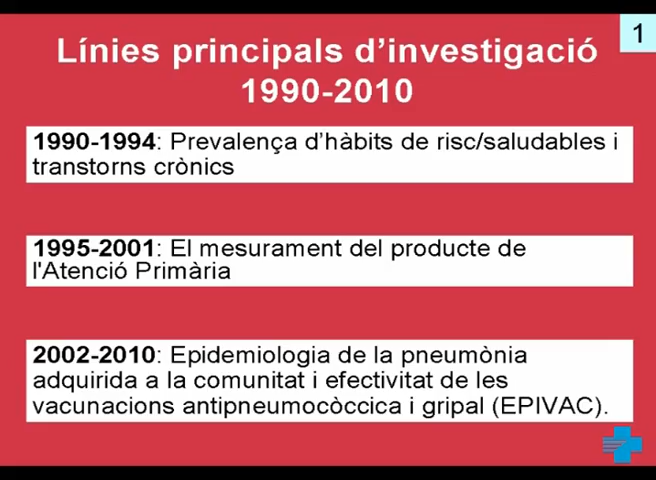 1
Línies principals d’investigació
1990-2010
1990-1994: Prevalença d’hàbits de risc/saludables i
transtorns crònics
1995-2001: El mesurament del producte de
l'Atenció Primària
2002-2010: Epidemiologia de la pneumònia
adquirida a la comunitat i efectivitat de les
vacunacions antipneumocòccica i gripal (EPIVAC).